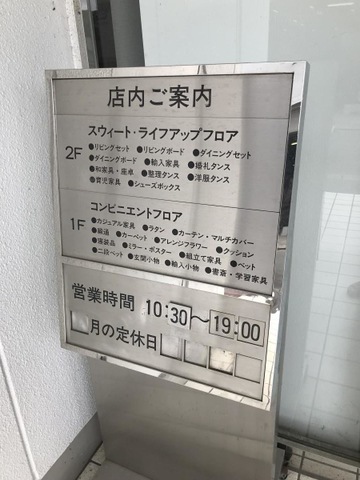 店内ご案内
スウィート・ライフアップフロア
2F
●リビングセット ●リビングボード ●ダイニングセット
●ダイニングボード ●輸入家具 ●婚礼タンス
●和家具・座卓 ●整理タンス ●洋服タンス
●育児家具 ●シューズボックス
コンビニエントフロア
1F
●カジュアル家具 ●ラタン ●カーテン・マルチカバー
●カーペット ●アレンジフラワー ●クッション
●ミラー・ポスター ●組立て家具 ●ベット
●二段ベット ●玄関小物 ●輸入小物 ●書斎・学習家具
営業時間 10:30〜19:00
月の定休日